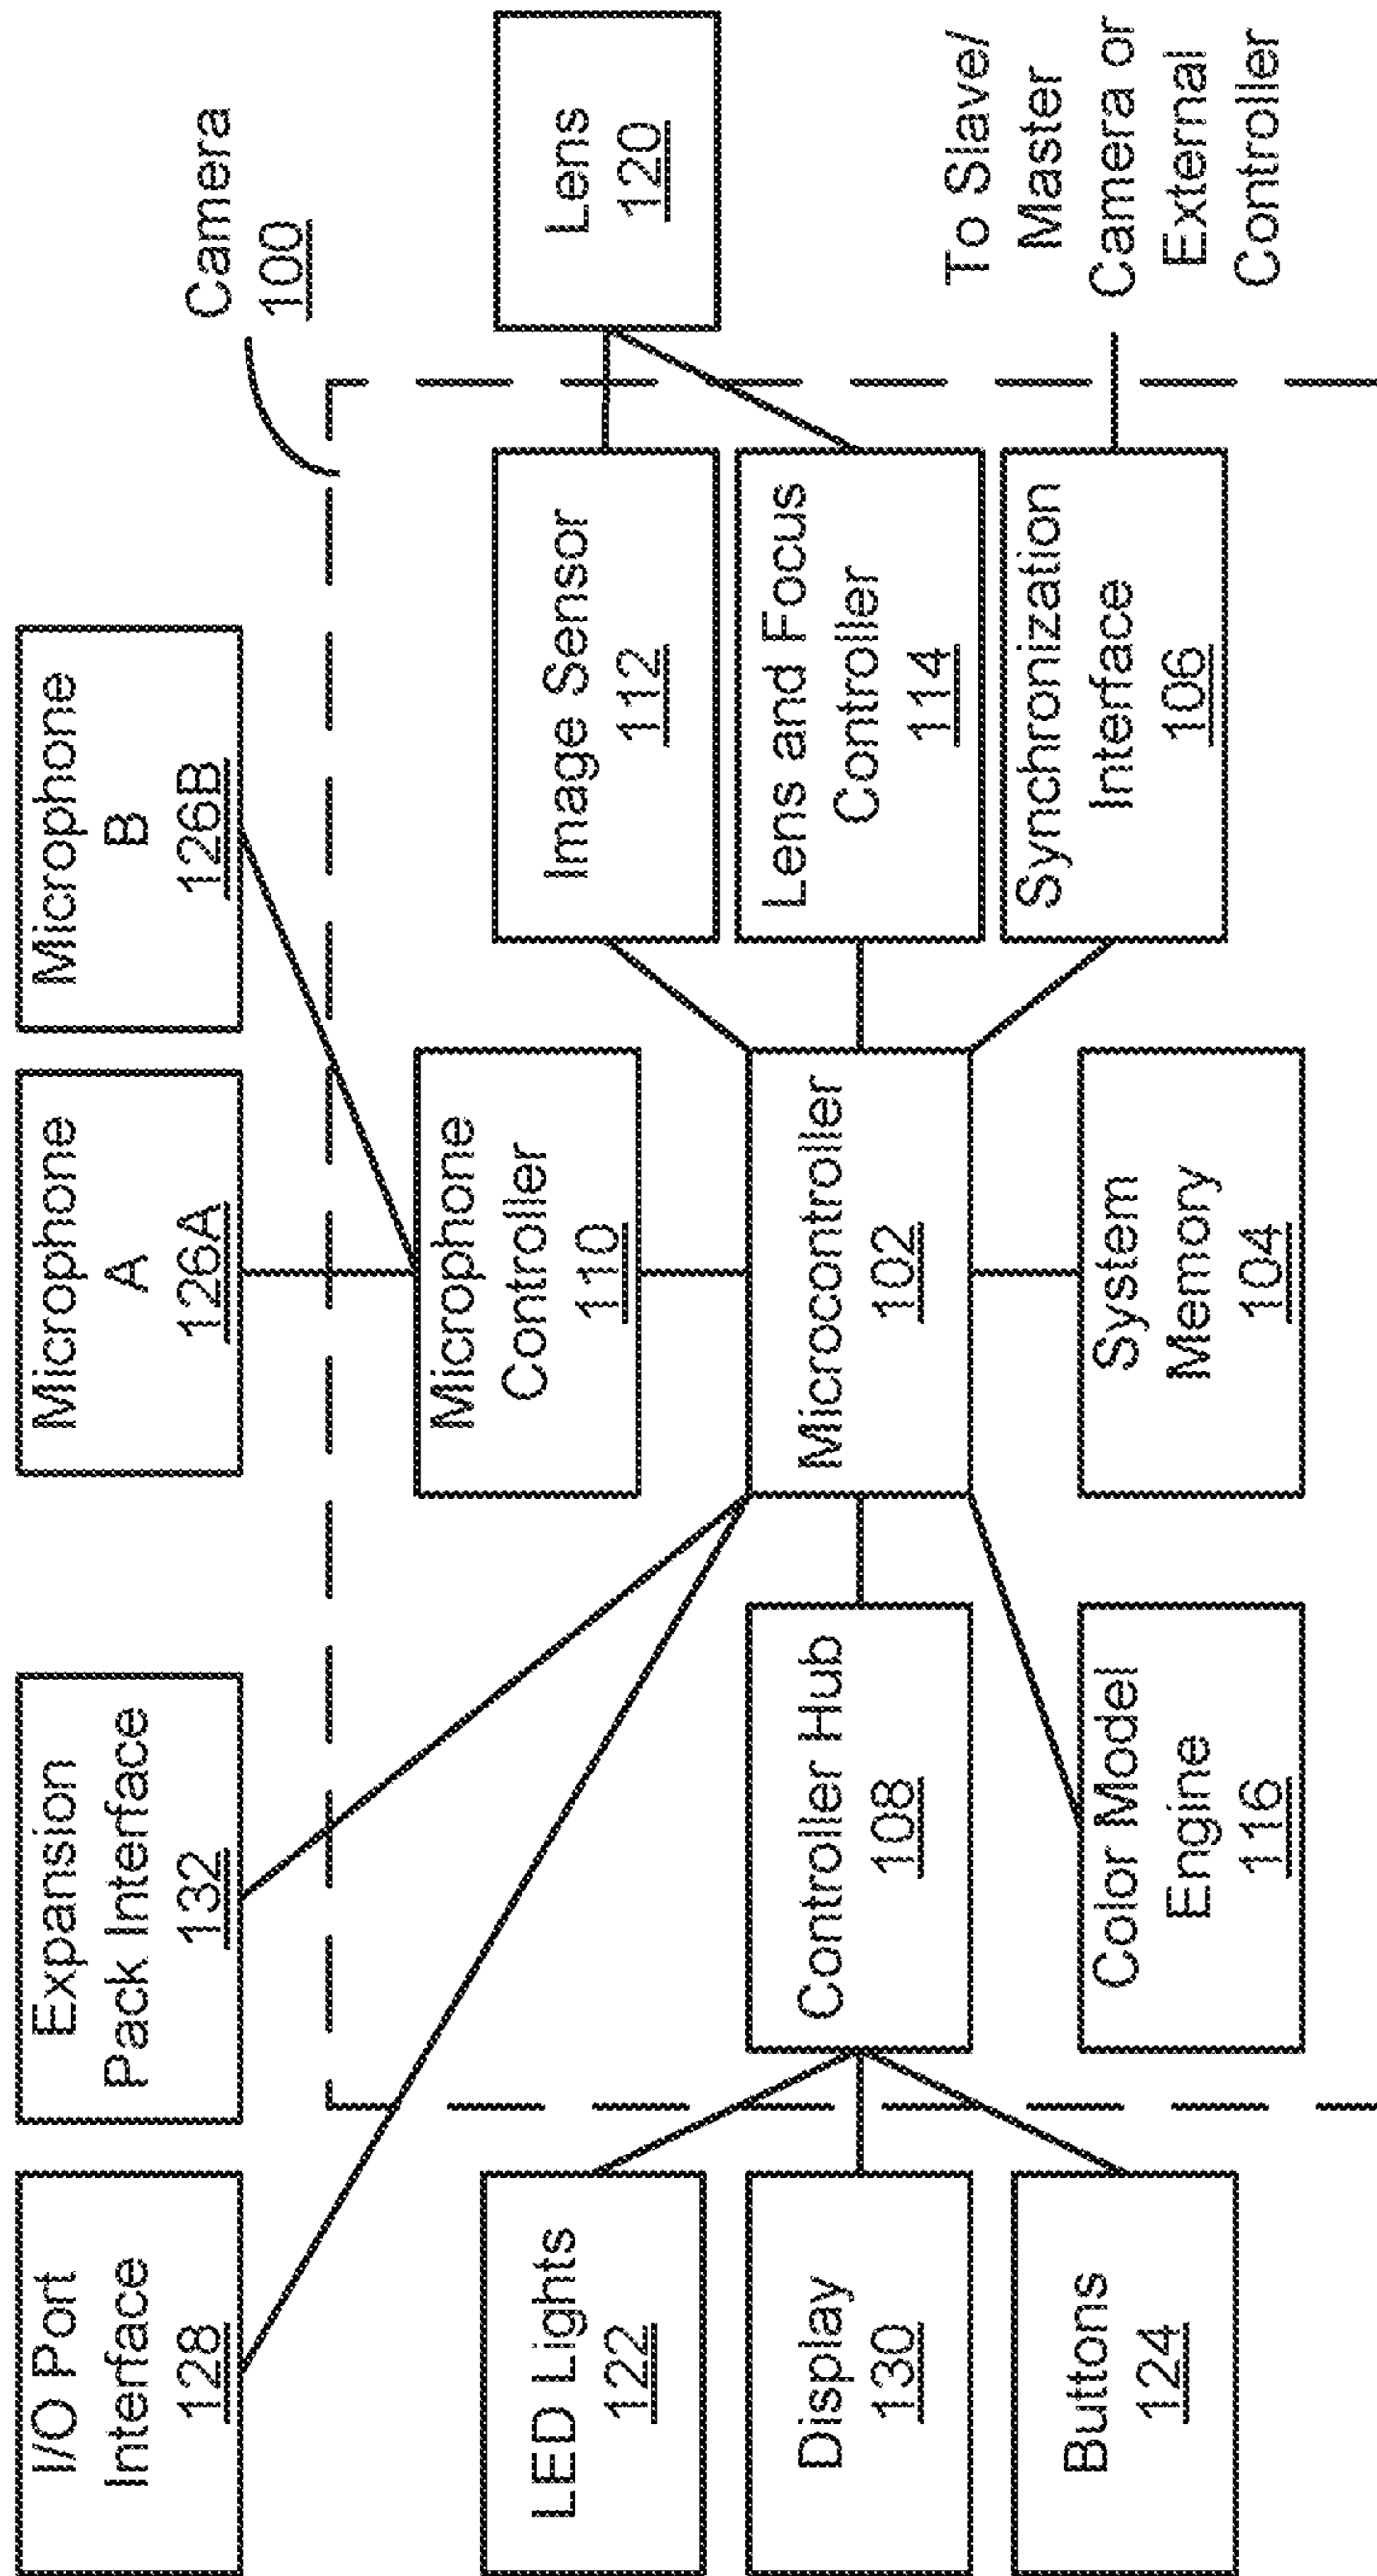 Camera
100
I/O Port
Interface
128
Expansion
Pack Interface
132
Microphone
A
126A
Microphone
B
126B
LED Lights
122
Display
130
Buttons
124
Controller Hub
108
Color Model
Engine
116
Microphone
Controller
110
Microcontroller
102
System
Memory
104
Image Sensor
112
Lens and Focus
Controller
114
Synchronization
Interface
106
Lens
120
To Slave/
Master
Camera or
External
Controller